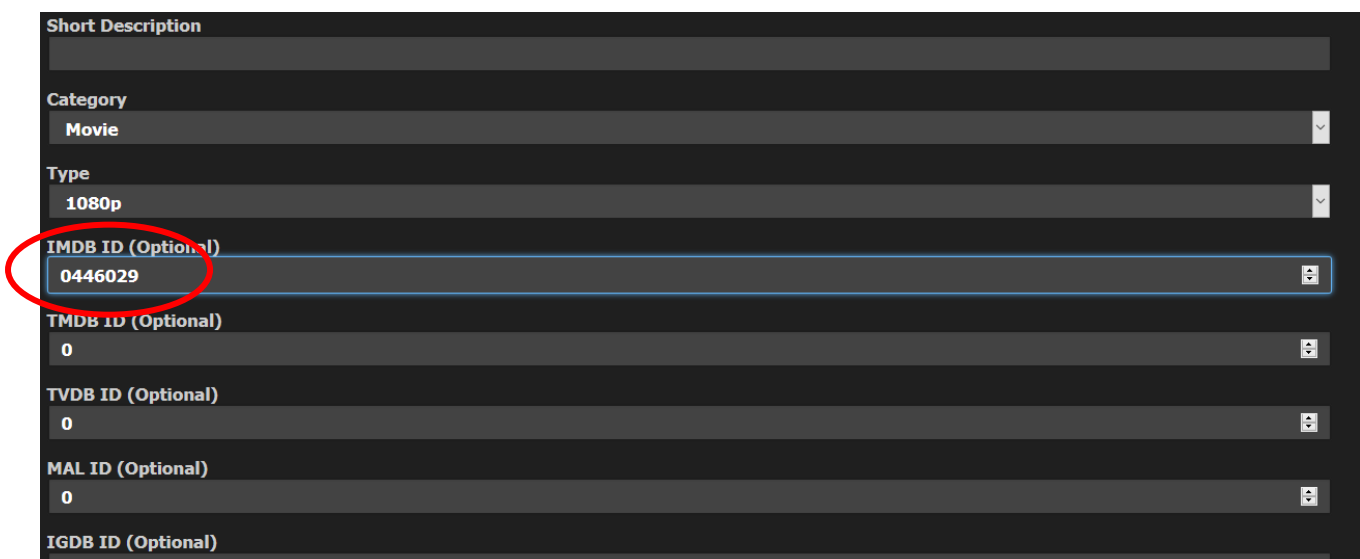 Short Description
Category
Movie
Type
1080p
IMDB ID (Optional)
0446029
TMDB ID (Optional)
0
TVDB ID (Optional)
0
MAL ID (Optional)
0
IGDB ID (Optional)